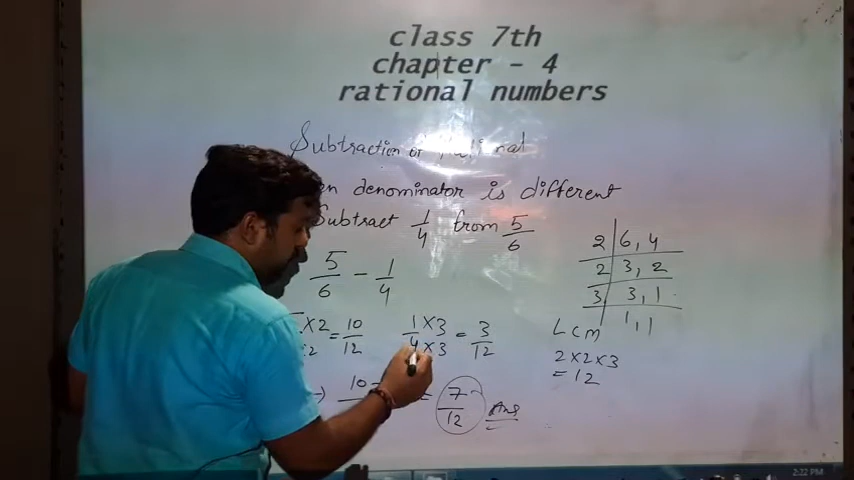 class 7th
chapter - 4
rational numbers
Subtraction of
denominator is different
Subtract 1/4 from 5/6
2 | 6, 4
2 | 3, 2
3 | 3, 1
1, 1
5/6 - 1/4
×2 = 10/12
1×3/4×3 = 3/12
LCM
2×2×3
= 12
10-
= 7/12 Ans
2:22 PM